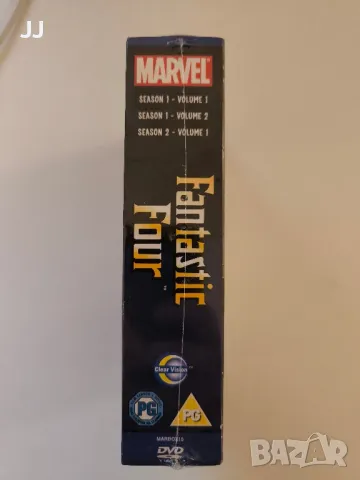 JJ
MARVEL
SEASON 1 - VOLUME 1
SEASON 1 - VOLUME 2
SEASON 2 - VOLUME 1
Fantastic
Four
Clear Vision
PG
PG
DVD
BAZAR